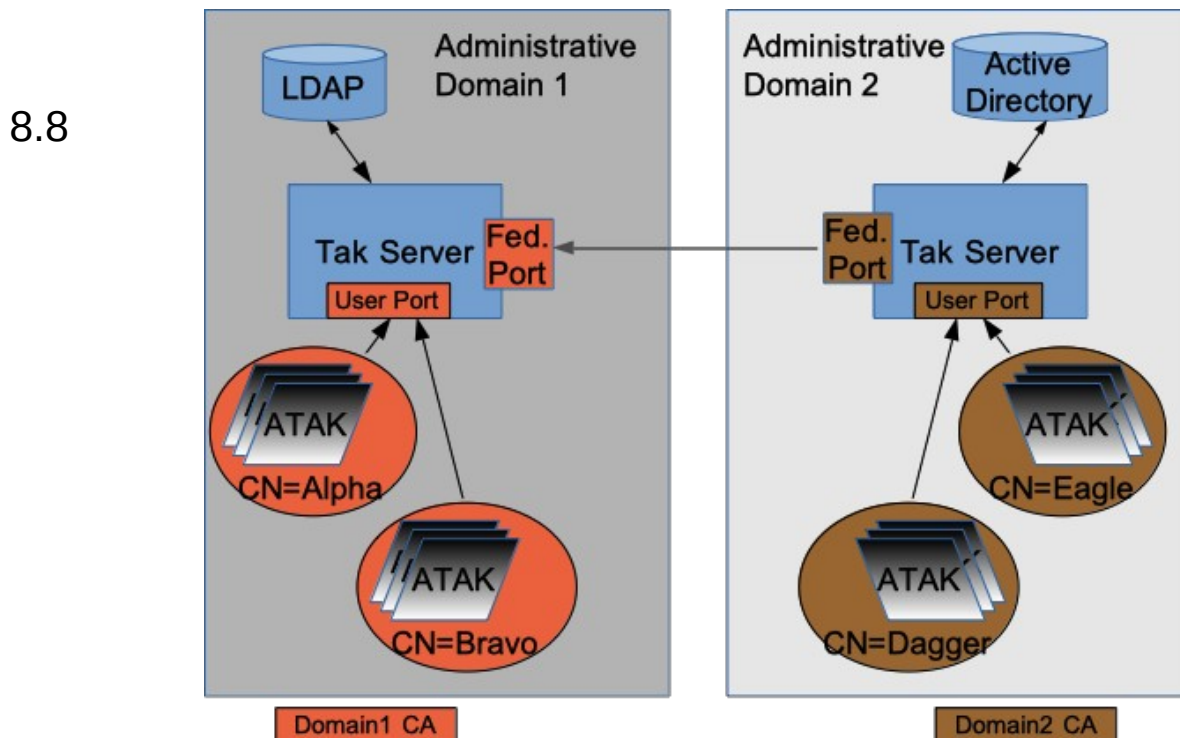 8.8
LDAP
Administrative
Domain 1
Tak Server
Fed.
Port
User Port
ATAK
CN=Alpha
ATAK
CN=Bravo
Domain1 CA
Administrative
Domain 2
Active
Directory
Fed.
Port
Tak Server
User Port
ATAK
CN=Eagle
ATAK
CN=Dagger
Domain2 CA